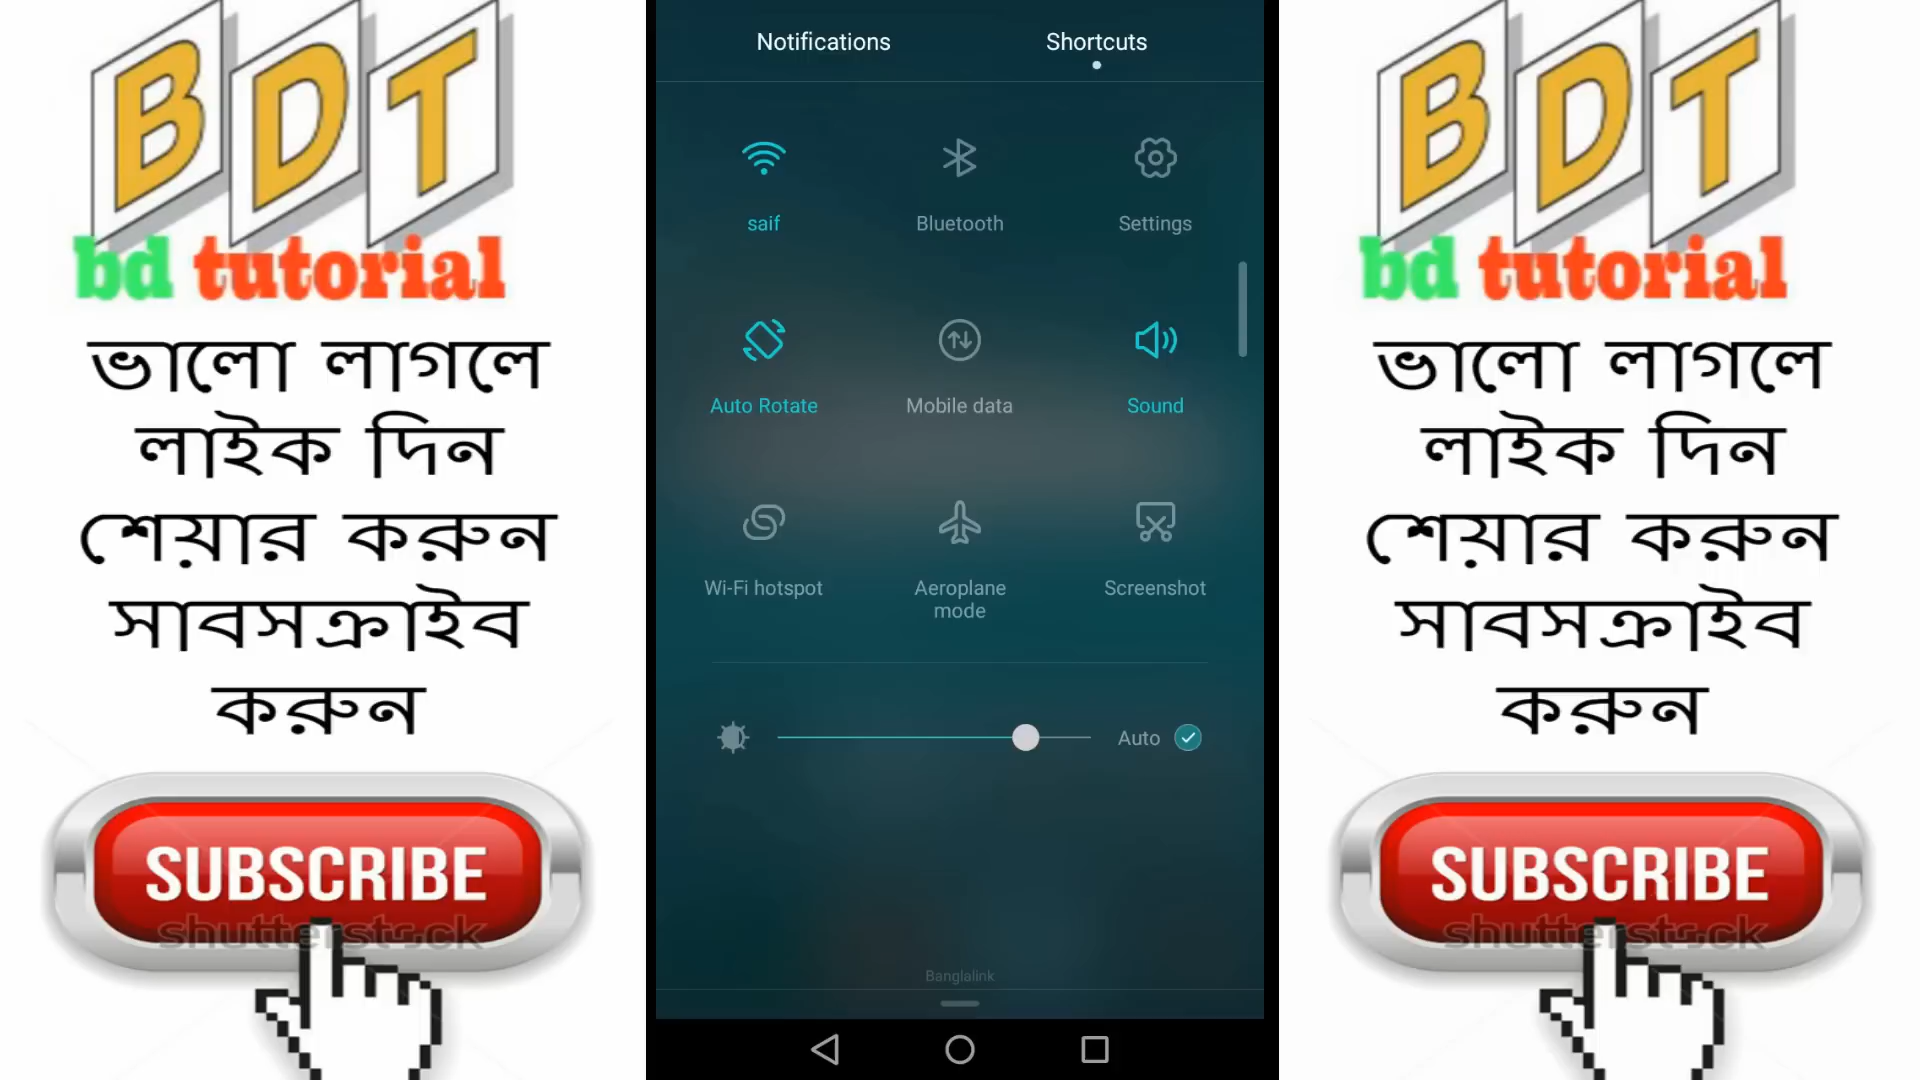 BDT
bd tutorial
ভালো লাগলে
লাইক দিন
শেয়ার করুন
সাবসক্রাইব
করুন
SUBSCRIBE
shutterstock
Notifications
Shortcuts
saif
Bluetooth
Settings
Auto Rotate
Mobile data
Sound
Wi-Fi hotspot
Aeroplane
mode
Screenshot
Auto
Banglalink
BDT
bd tutorial
ভালো লাগলে
লাইক দিন
শেয়ার করুন
সাবসক্রাইব
করুন
SUBSCRIBE
shutterstock